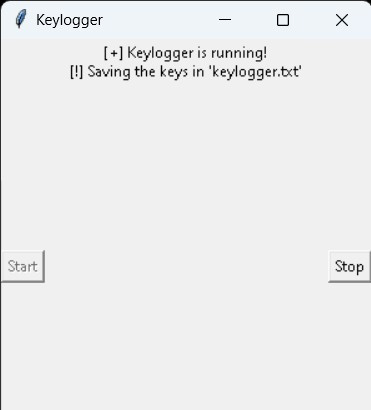 Keylogger
[+] Keylogger is running!
[!] Saving the keys in 'keylogger.txt'
Start
Stop